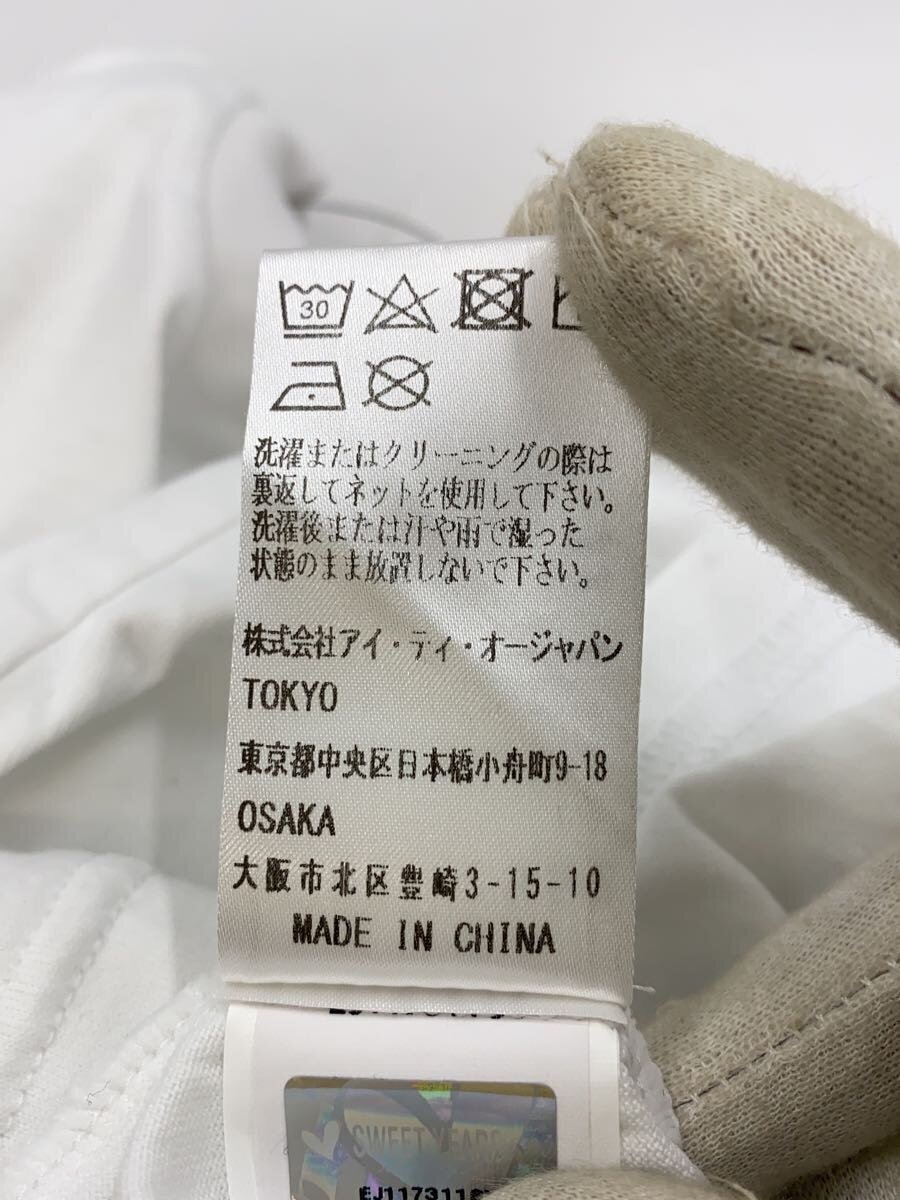 30
洗濯またはクリーニングの際は
裏返してネットを使用して下さい。
洗濯後または汁や雨で湿った
状態のまま放置しないで下さい。
株式会社アイ・ティ・オージャパン
TOKYO
東京都中央区日本橋小舟町9-18
OSAKA
大阪市北区豊崎3-15-10
MADE IN CHINA
SWEET YEARS